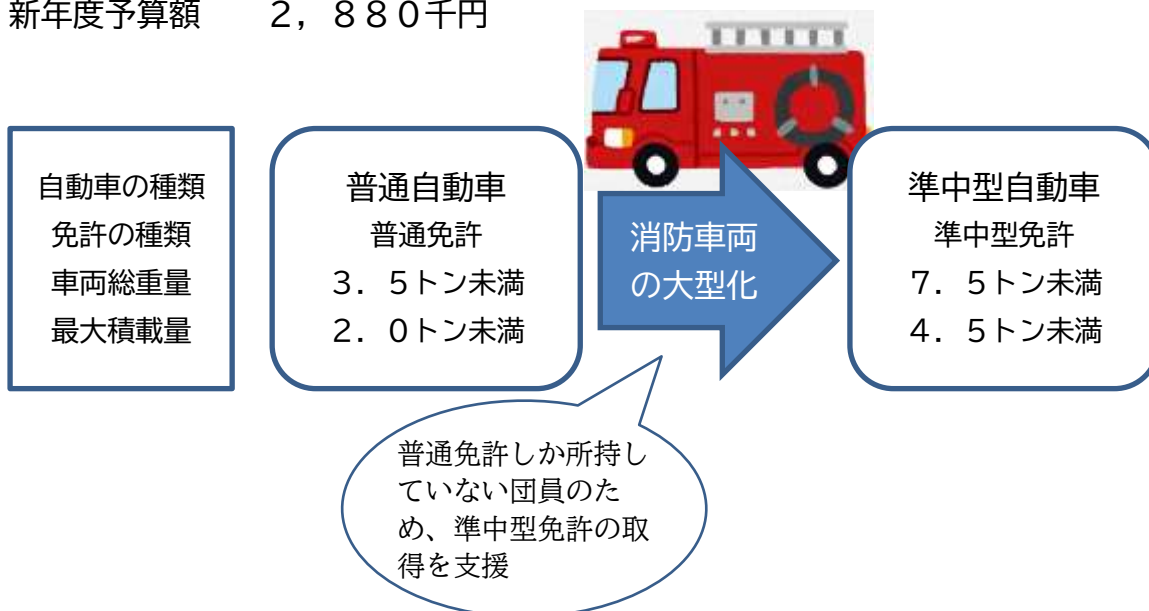 新年度予算額　　２，８８０千円
自動車の種類
免許の種類
車両総重量
最大積載量
普通自動車
普通免許
３．５トン未満
２．０トン未満
消防車両
の大型化
準中型自動車
準中型免許
７．５トン未満
４．５トン未満
普通免許しか所持し
ていない団員のた
め、準中型免許の取
得を支援